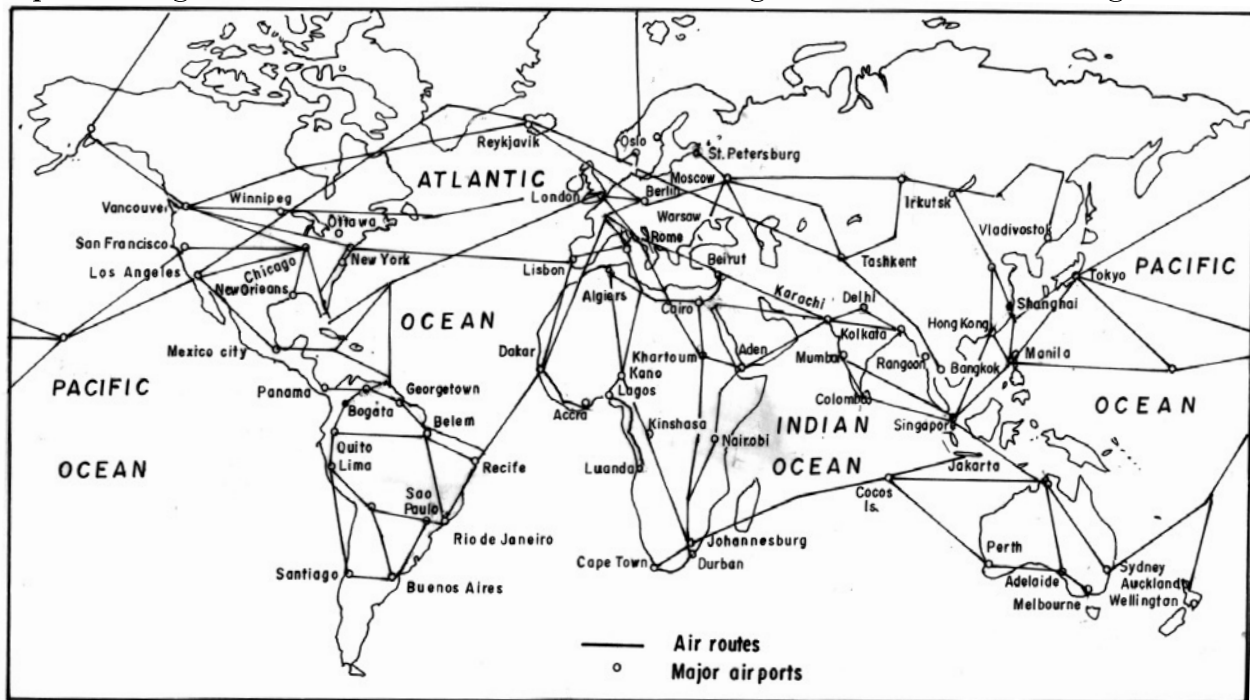 Reykjavik
Oslo
St. Petersburg
ATLANTIC
Moscow
London
Berlin
Irkutsk
Winnipeg
Vancouver
Ottawa
Warsaw
Rome
Vladivostok
San Francisco
Chicago
New York
Lisbon
Beirut
Tashkent
PACIFIC
Los Angeles
New Orleans
Algiers
Cairo
Karachi
Delhi
Tokyo
Shanghai
OCEAN
Hong Kong
Kolkata
Mexico city
Dakar
Khartoum
Aden
Mumbai
Rangoon
Bangkok
Manila
PACIFIC
Panama
Georgetown
Kano
Lagos
Colombo
OCEAN
Bogata
Accra
Belem
Kinshasa
INDIAN
Singapor
Quito
Nairobi
OCEAN
Lima
Recife
Luanda
OCEAN
Jakarta
Sao
Paulo
Cocos
Is.
Rio de Janeiro
Johannesburg
Perth
Cape Town
Durban
Santiago
Buenos Aires
Adelaide
Sydney
Auckland
Melbourne
Wellington
Air routes
Major airports